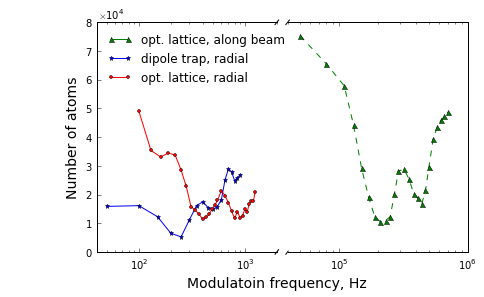 ×10⁴
8
7
6
5
4
3
2
1
0
Number of atoms
opt. lattice, along beam
dipole trap, radial
opt. lattice, radial
10² 10³ 10⁵ 10⁶
Modulatoin frequency, Hz